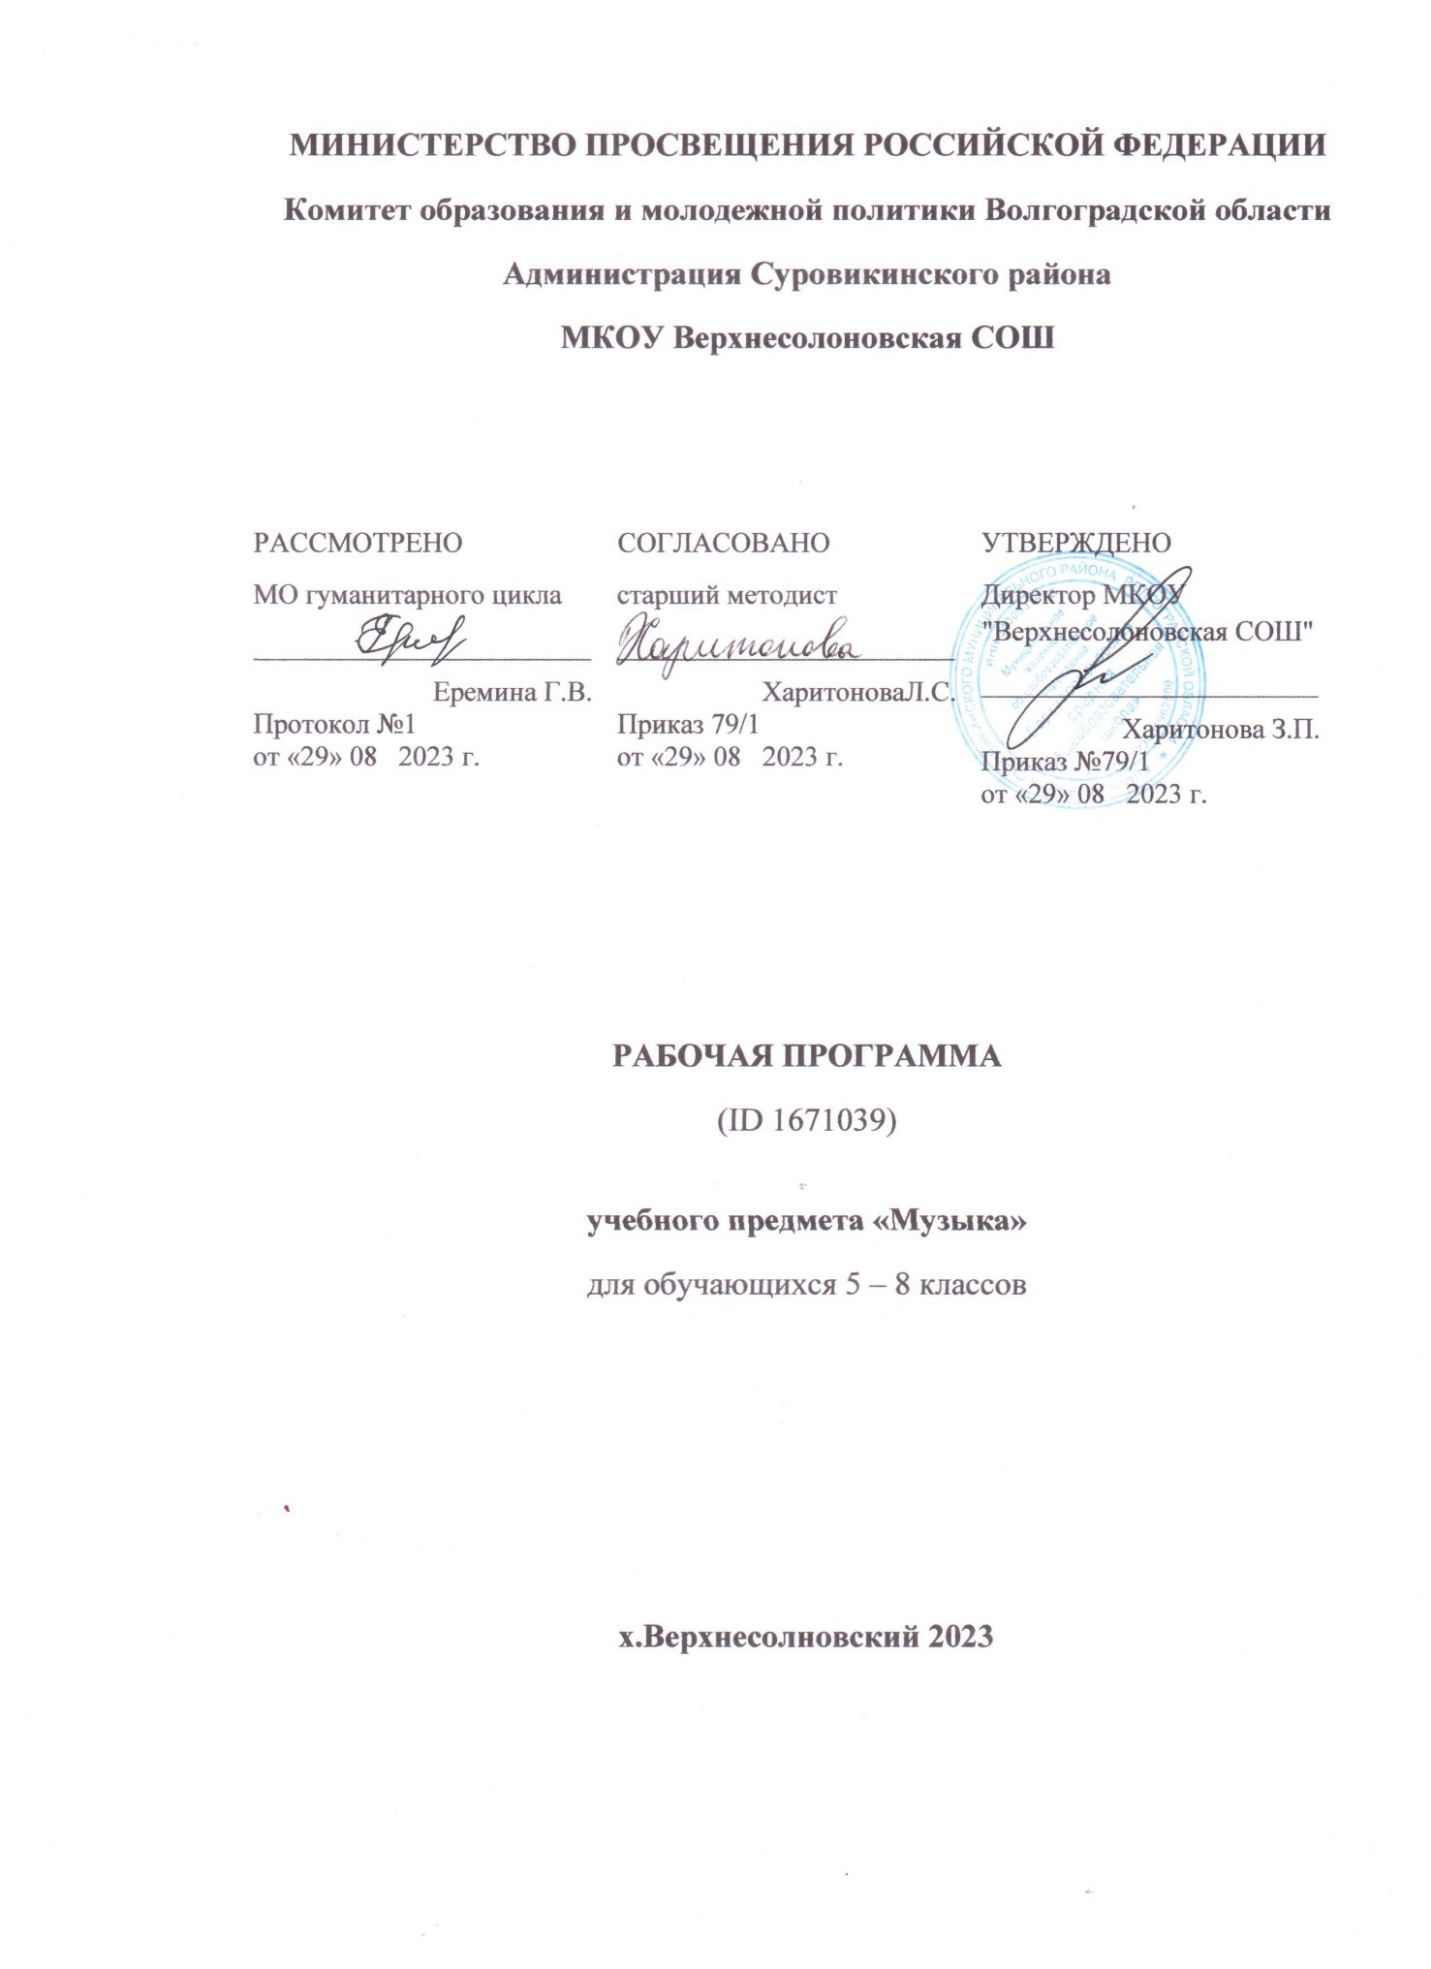 МИНИСТЕРСТВО ПРОСВЕЩЕНИЯ РОССИЙСКОЙ ФЕДЕРАЦИИ
Комитет образования и молодежной политики Волгоградской области
Администрация Суровикинского района
МКОУ Верхнесолоновская СОШ
РАССМОТРЕНО
МО гуманитарного цикла
Еремина Г.В.
Протокол №1
от «29» 08 2023 г.
СОГЛАСОВАНО
старший методист
Харитонова
ХаритоноваЛ.С.
Приказ 79/1
от «29» 08 2023 г.
УТВЕРЖДЕНО
Директор МКОУ
"Верхнесолоновская СОШ"
Харитонова З.П.
Приказ №79/1
от «29» 08 2023 г.
РАБОЧАЯ ПРОГРАММА
(ID 1671039)
учебного предмета «Музыка»
для обучающихся 5 – 8 классов
х.Верхнесолновский 2023